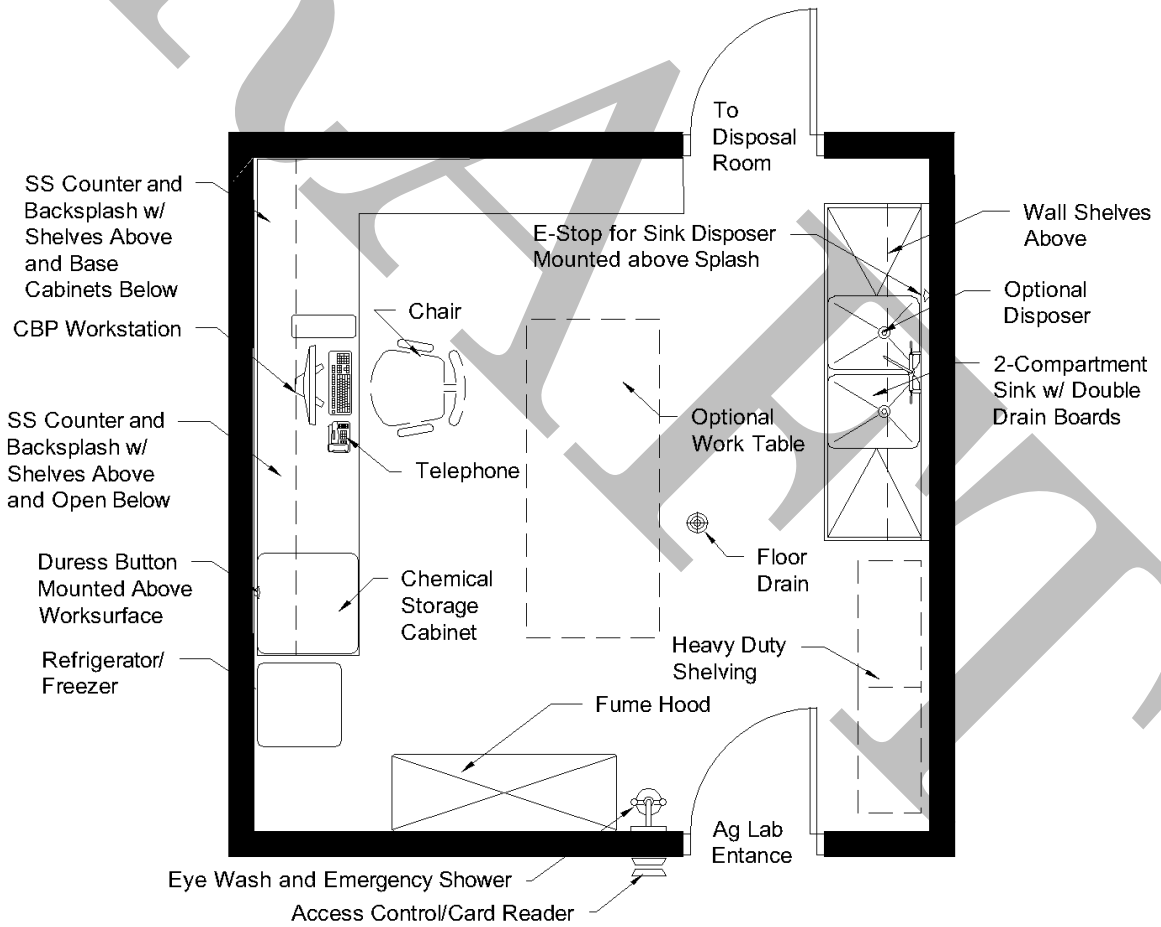 To
Disposal
Room
SS Counter and
Backsplash w/
Shelves Above
and Base
Cabinets Below
E-Stop for Sink Disposer
Mounted above Splash
Wall Shelves
Above
Optional
Disposer
CBP Workstation
Chair
2-Compartment
Sink w/ Double
Drain Boards
SS Counter and
Backsplash w/
Shelves Above
and Open Below
Optional
Work Table
Telephone
Duress Button
Mounted Above
Worksurface
Chemical
Storage
Cabinet
Floor
Drain
Refrigerator/
Freezer
Heavy Duty
Shelving
Fume Hood
Ag Lab
Entance
Eye Wash and Emergency Shower
Access Control/Card Reader
DRAFT